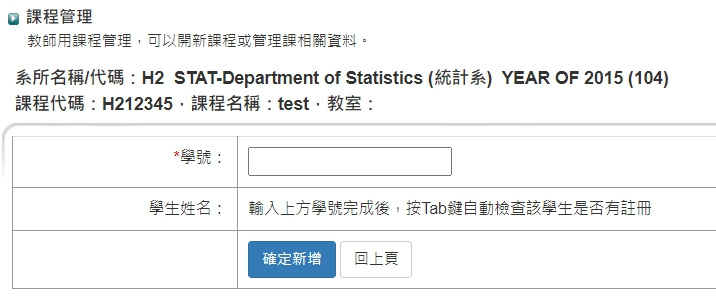 課程管理
教師用課程管理，可以開新課程或管理課相關資料。
系所名稱/代碼：H2  STAT-Department of Statistics (統計系)  YEAR OF 2015 (104)
課程代碼：H212345，課程名稱：test，教室：
*學號：
學生姓名： 輸入上方學號完成後，按Tab鍵自動檢查該學生是否有註冊
確定新增 回上頁